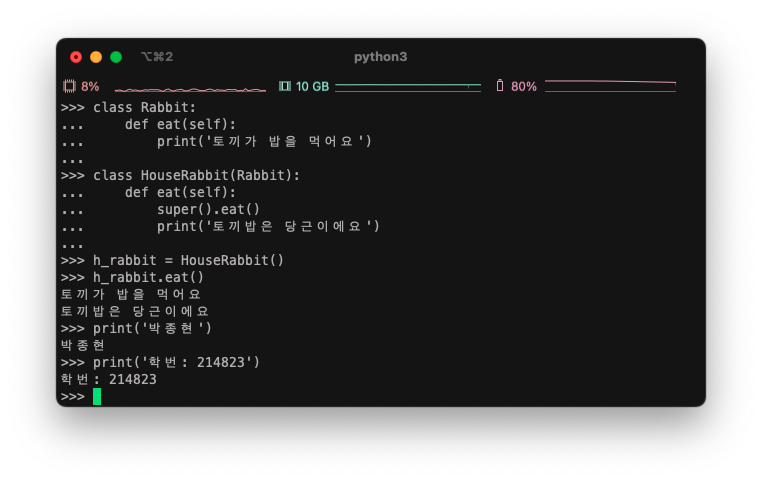 ⌥⌘2 python3
8% 10 GB 80%
>>> class Rabbit:
...     def eat(self):
...         print('토끼가 밥을 먹어요')
...
>>> class HouseRabbit(Rabbit):
...     def eat(self):
...         super().eat()
...         print('토끼밥은 당근이에요')
...
>>> h_rabbit = HouseRabbit()
>>> h_rabbit.eat()
토끼가 밥을 먹어요
토끼밥은 당근이에요
>>> print('박종현')
박종현
>>> print('학번: 214823')
학번: 214823
>>>